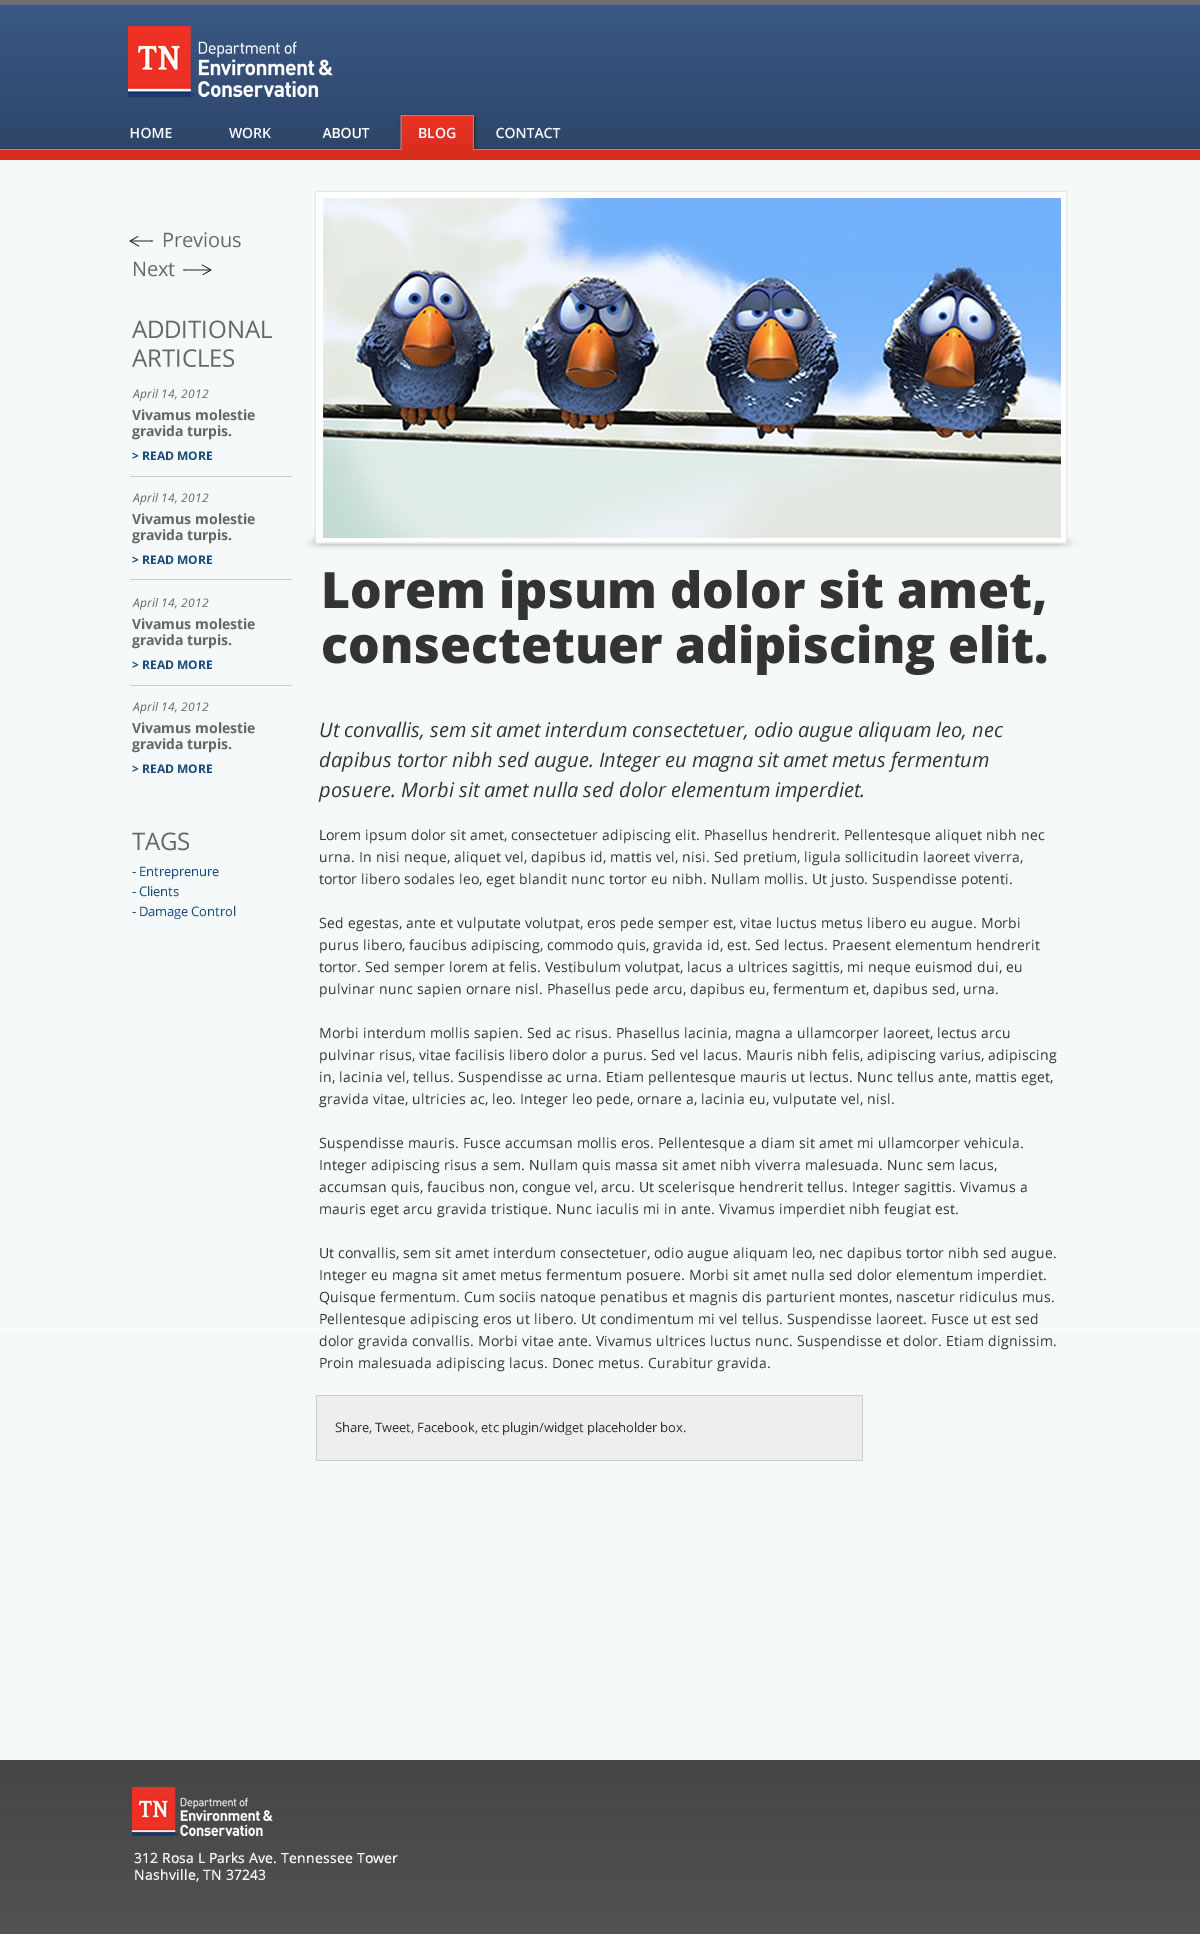 TN
Department of
Environment &
Conservation
HOME WORK ABOUT BLOG CONTACT
Previous
Next
ADDITIONAL
ARTICLES
April 14, 2012
Vivamus molestie
gravida turpis.
> READ MORE
April 14, 2012
Vivamus molestie
gravida turpis.
> READ MORE
April 14, 2012
Vivamus molestie
gravida turpis.
> READ MORE
April 14, 2012
Vivamus molestie
gravida turpis.
> READ MORE
TAGS
- Entreprenure
- Clients
- Damage Control
Lorem ipsum dolor sit amet,
consectetuer adipiscing elit.
Ut convallis, sem sit amet interdum consectetuer, odio augue aliquam leo, nec
dapibus tortor nibh sed augue. Integer eu magna sit amet metus fermentum
posuere. Morbi sit amet nulla sed dolor elementum imperdiet.
Lorem ipsum dolor sit amet, consectetuer adipiscing elit. Phasellus hendrerit. Pellentesque aliquet nibh nec
urna. In nisi neque, aliquet vel, dapibus id, mattis vel, nisi. Sed pretium, ligula sollicitudin laoreet viverra,
tortor libero sodales leo, eget blandit nunc tortor eu nibh. Nullam mollis. Ut justo. Suspendisse potenti.
Sed egestas, ante et vulputate volutpat, eros pede semper est, vitae luctus metus libero eu augue. Morbi
purus libero, faucibus adipiscing, commodo quis, gravida id, est. Sed lectus. Praesent elementum hendrerit
tortor. Sed semper lorem at felis. Vestibulum volutpat, lacus a ultrices sagittis, mi neque euismod dui, eu
pulvinar nunc sapien ornare nisl. Phasellus pede arcu, dapibus eu, fermentum et, dapibus sed, urna.
Morbi interdum mollis sapien. Sed ac risus. Phasellus lacinia, magna a ullamcorper laoreet, lectus arcu
pulvinar risus, vitae facilisis libero dolor a purus. Sed vel lacus. Mauris nibh felis, adipiscing varius, adipiscing
in, lacinia vel, tellus. Suspendisse ac urna. Etiam pellentesque mauris ut lectus. Nunc tellus ante, mattis eget,
gravida vitae, ultricies ac, leo. Integer leo pede, ornare a, lacinia eu, vulputate vel, nisl.
Suspendisse mauris. Fusce accumsan mollis eros. Pellentesque a diam sit amet mi ullamcorper vehicula.
Integer adipiscing risus a sem. Nullam quis massa sit amet nibh viverra malesuada. Nunc sem lacus,
accumsan quis, faucibus non, congue vel, arcu. Ut scelerisque hendrerit tellus. Integer sagittis. Vivamus a
mauris eget arcu gravida tristique. Nunc iaculis mi in ante. Vivamus imperdiet nibh feugiat est.
Ut convallis, sem sit amet interdum consectetuer, odio augue aliquam leo, nec dapibus tortor nibh sed augue.
Integer eu magna sit amet metus fermentum posuere. Morbi sit amet nulla sed dolor elementum imperdiet.
Quisque fermentum. Cum sociis natoque penatibus et magnis dis parturient montes, nascetur ridiculus mus.
Pellentesque adipiscing eros ut libero. Ut condimentum mi vel tellus. Suspendisse laoreet. Fusce ut est sed
dolor gravida convallis. Morbi vitae ante. Vivamus ultrices luctus nunc. Suspendisse et dolor. Etiam dignissim.
Proin malesuada adipiscing lacus. Donec metus. Curabitur gravida.
Share, Tweet, Facebook, etc plugin/widget placeholder box.
TN
Department of
Environment &
Conservation
312 Rosa L Parks Ave. Tennessee Tower
Nashville, TN 37243